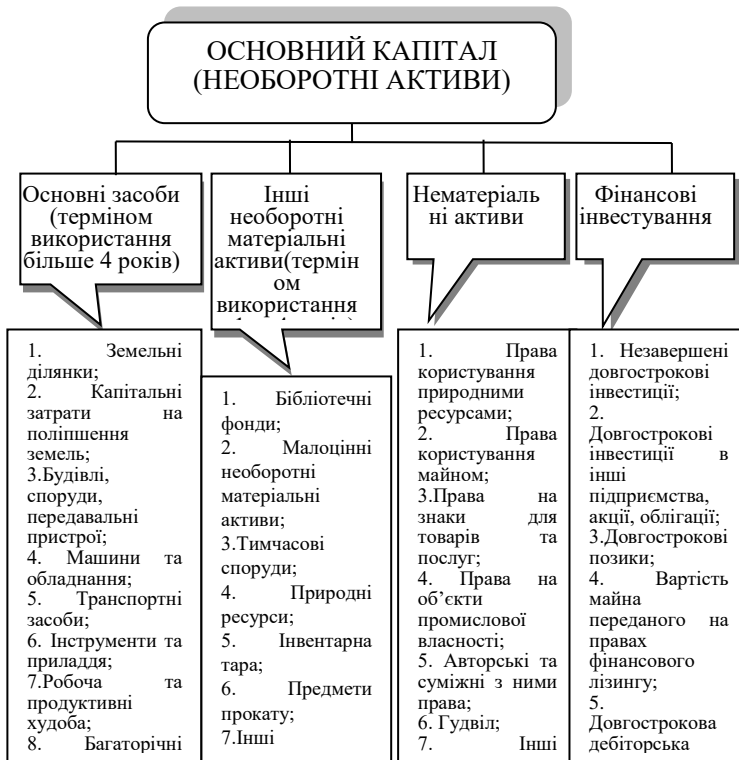 ОСНОВНИЙ КАПІТАЛ
(НЕОБОРОТНІ АКТИВИ)
Основні засоби
(терміном
використання
більше 4 років)
Інші
необоротні
матеріальні
активи(термін
ом
використання
Нематеріаль
ні активи
Фінансові
інвестування
1. Земельні
ділянки;
2. Капітальні
затрати на
поліпшення
земель;
3.Будівлі,
споруди,
передавальні
пристрої;
4. Машини та
обладнання;
5. Транспортні
засоби;
6. Інструменти та
приладдя;
7.Робоча та
продуктивні
худоба;
8. Багаторічні
1. Бібліотечні
фонди;
2. Малоцінні
необоротні
матеріальні
активи;
3.Тимчасові
споруди;
4. Природні
ресурси;
5. Інвентарна
тара;
6. Предмети
прокату;
7.Інші
1. Права
користування
природними
ресурсами;
2. Права
користування
майном;
3.Права на
знаки для
товарів та
послуг;
4. Права на
об’єкти
промислової
власності;
5. Авторські та
суміжні з ними
права;
6. Гудвіл;
7. Інші
1. Незавершені
довгострокові
інвестиції;
2.
Довгострокові
інвестиції в
інші
підприємства,
акції, облігації;
3.Довгострокові
позики;
4. Вартість
майна
переданого на
правах
фінансового
лізингу;
5.
Довгострокова
дебіторська